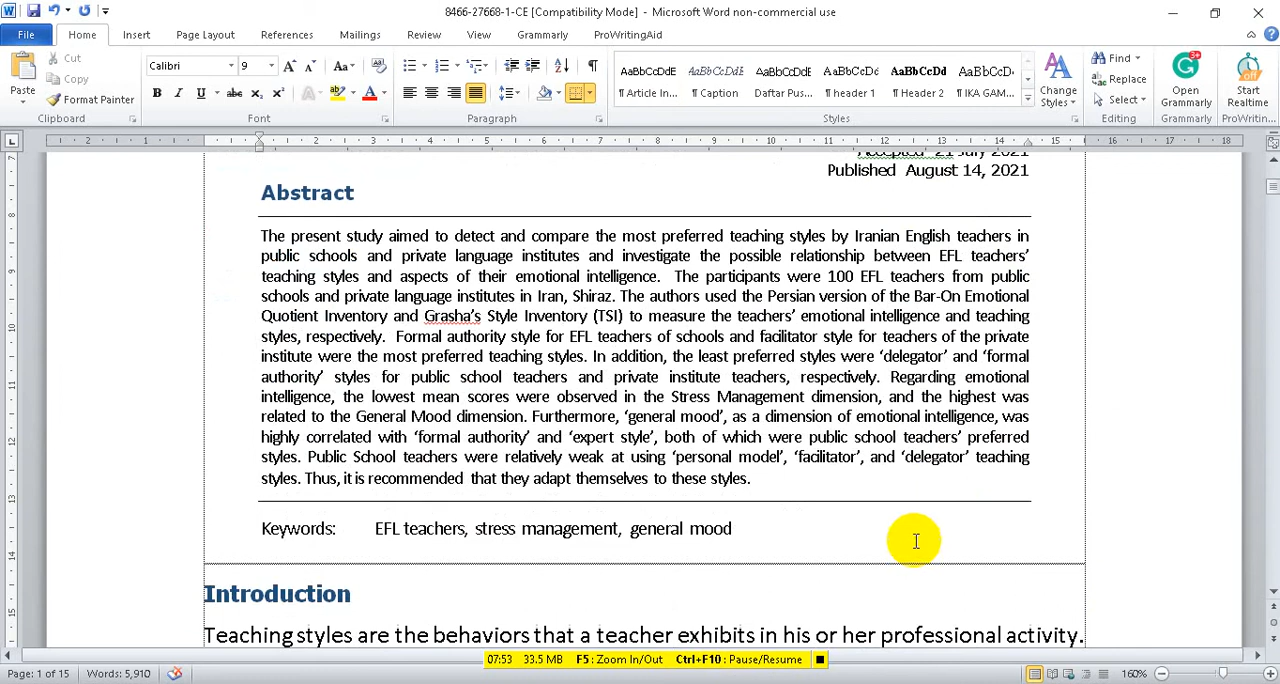 8466-27668-1-CE [Compatibility Mode] - Microsoft Word non-commercial use
File Home Insert Page Layout References Mailings Review View Grammarly ProWritingAid
Paste
Cut
Copy
Format Painter
Clipboard
Calibri 9
Font
Paragraph
AaBbCcDdE AaBbCcDdE AaBbCcDdE AaBbCcDc AaBbCcDd AaBbCcD.
¶ Article In... ¶ Caption Daftar Pus... ¶ header 1 ¶ Header 2 ¶ IKA GAM...
Change Styles
Styles
Find
Replace
Select
Editing
Open Grammarly
Grammarly
Start Realtime
ProWritin...
Accepted 21 July 2021
Published August 14, 2021
Abstract
The present study aimed to detect and compare the most preferred teaching styles by Iranian English teachers in
public schools and private language institutes and investigate the possible relationship between EFL teachers’
teaching styles and aspects of their emotional intelligence. The participants were 100 EFL teachers from public
schools and private language institutes in Iran, Shiraz. The authors used the Persian version of the Bar-On Emotional
Quotient Inventory and Grasha’s Style Inventory (TSI) to measure the teachers’ emotional intelligence and teaching
styles, respectively. Formal authority style for EFL teachers of schools and facilitator style for teachers of the private
institute were the most preferred teaching styles. In addition, the least preferred styles were ‘delegator’ and ‘formal
authority’ styles for public school teachers and private institute teachers, respectively. Regarding emotional
intelligence, the lowest mean scores were observed in the Stress Management dimension, and the highest was
related to the General Mood dimension. Furthermore, ‘general mood’, as a dimension of emotional intelligence, was
highly correlated with ‘formal authority’ and ‘expert style’, both of which were public school teachers’ preferred
styles. Public School teachers were relatively weak at using ‘personal model’, ‘facilitator’, and ‘delegator’ teaching
styles. Thus, it is recommended that they adapt themselves to these styles.
Keywords: EFL teachers, stress management, general mood
Introduction
Teaching styles are the behaviors that a teacher exhibits in his or her professional activity.
07:53 33.5 MB F5: Zoom In/Out Ctrl+F10: Pause/Resume
Page: 1 of 15 Words: 5,910 160%